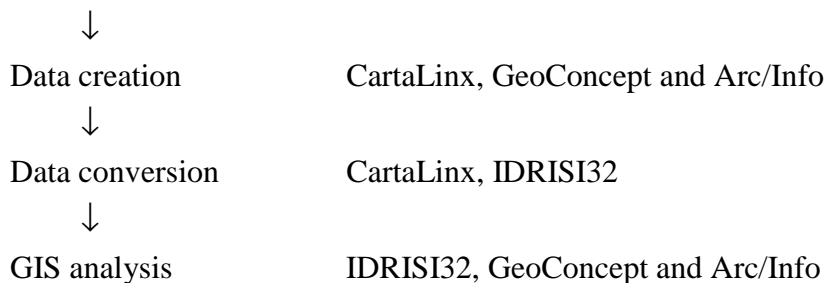 ↓
Data creation CartaLinx, GeoConcept and Arc/Info
↓
Data conversion CartaLinx, IDRISI32
↓
GIS analysis IDRISI32, GeoConcept and Arc/Info